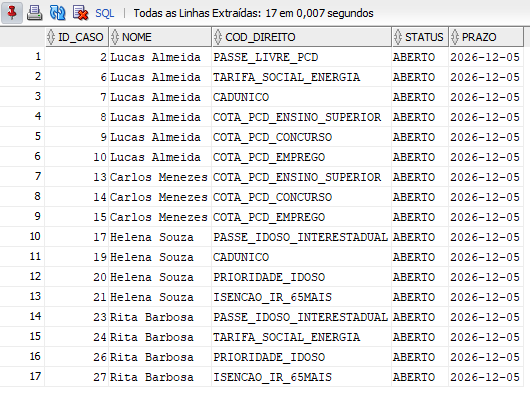 SQL | Todas as Linhas Extraídas: 17 em 0,007 segundos
ID_CASO NOME COD_DIREITO STATUS PRAZO
1 2 Lucas Almeida PASSE_LIVRE_PCD ABERTO 2026-12-05
2 6 Lucas Almeida TARIFA_SOCIAL_ENERGIA ABERTO 2026-12-05
3 7 Lucas Almeida CADUNICO ABERTO 2026-12-05
4 8 Lucas Almeida COTA_PCD_ENSINO_SUPERIOR ABERTO 2026-12-05
5 9 Lucas Almeida COTA_PCD_CONCURSO ABERTO 2026-12-05
6 10 Lucas Almeida COTA_PCD_EMPREGO ABERTO 2026-12-05
7 13 Carlos Menezes COTA_PCD_ENSINO_SUPERIOR ABERTO 2026-12-05
8 14 Carlos Menezes COTA_PCD_CONCURSO ABERTO 2026-12-05
9 15 Carlos Menezes COTA_PCD_EMPREGO ABERTO 2026-12-05
10 17 Helena Souza PASSE_IDOSO_INTERESTADUAL ABERTO 2026-12-05
11 19 Helena Souza CADUNICO ABERTO 2026-12-05
12 20 Helena Souza PRIORIDADE_IDOSO ABERTO 2026-12-05
13 21 Helena Souza ISENCAO_IR_65MAIS ABERTO 2026-12-05
14 23 Rita Barbosa PASSE_IDOSO_INTERESTADUAL ABERTO 2026-12-05
15 24 Rita Barbosa TARIFA_SOCIAL_ENERGIA ABERTO 2026-12-05
16 26 Rita Barbosa PRIORIDADE_IDOSO ABERTO 2026-12-05
17 27 Rita Barbosa ISENCAO_IR_65MAIS ABERTO 2026-12-05